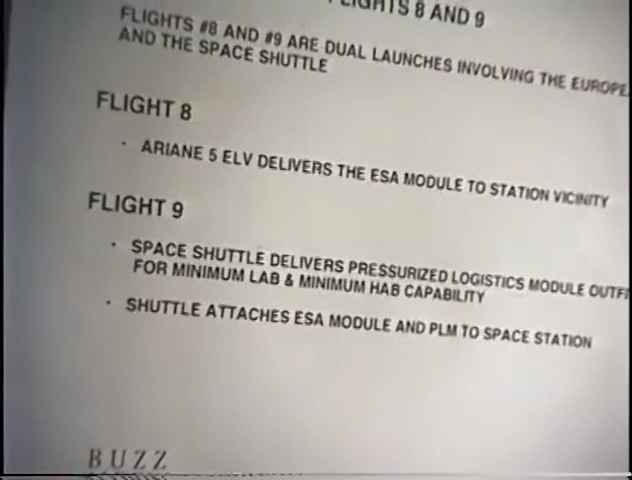 FLIGHTS 8 AND 9
FLIGHTS #8 AND #9 ARE DUAL LAUNCHES INVOLVING THE EUROPE
AND THE SPACE SHUTTLE
FLIGHT 8
· ARIANE 5 ELV DELIVERS THE ESA MODULE TO STATION VICINITY
FLIGHT 9
· SPACE SHUTTLE DELIVERS PRESSURIZED LOGISTICS MODULE OUTF
FOR MINIMUM LAB & MINIMUM HAB CAPABILITY
· SHUTTLE ATTACHES ESA MODULE AND PLM TO SPACE STATION
BUZZ